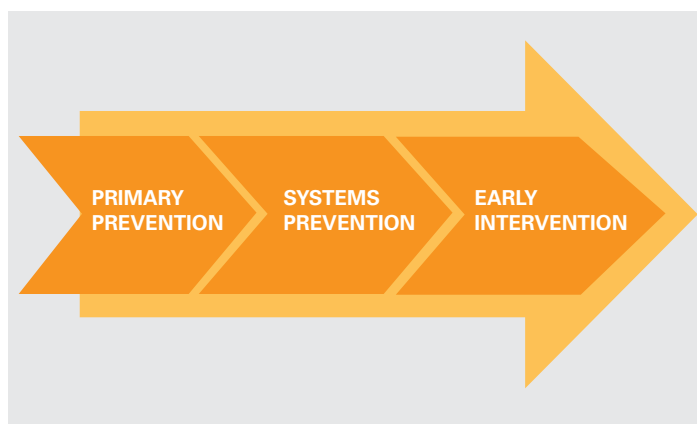 PRIMARY
PREVENTION
SYSTEMS
PREVENTION
EARLY
INTERVENTION